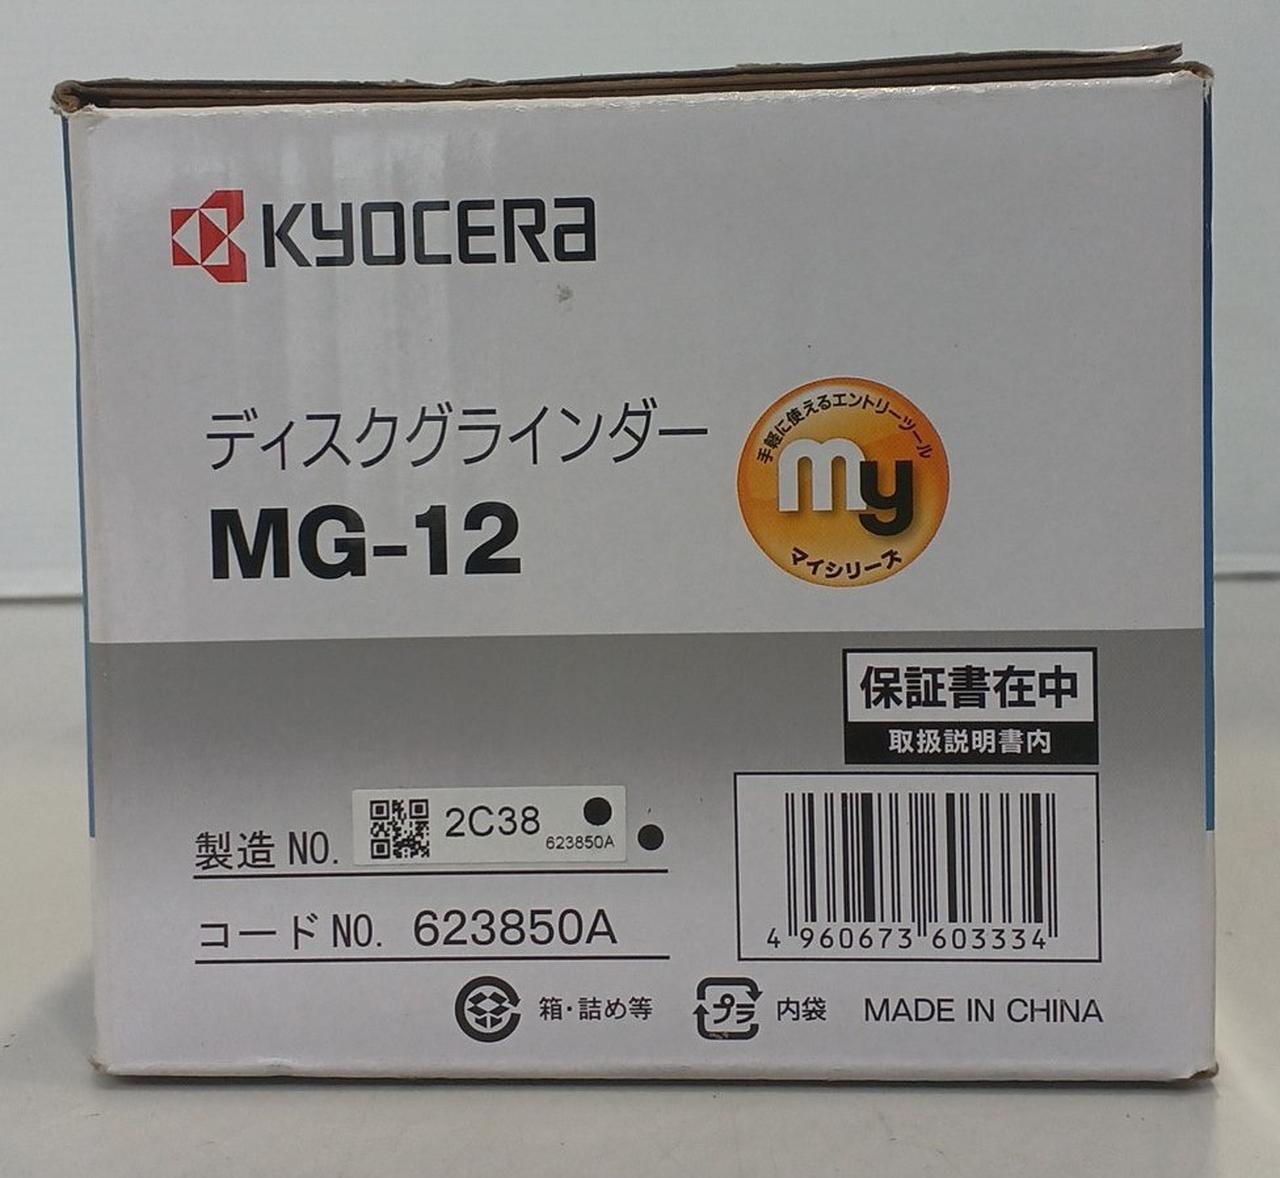 KYOCERA
ディスクグラインダー
MG-12
手軽に使えるエントリーツール
my
マイシリーズ
保証書在中
取扱説明書内
製造 NO. 2C38
623850A
コード NO. 623850A
4 960673 603334
箱・詰め等
プラ 内袋 MADE IN CHINA